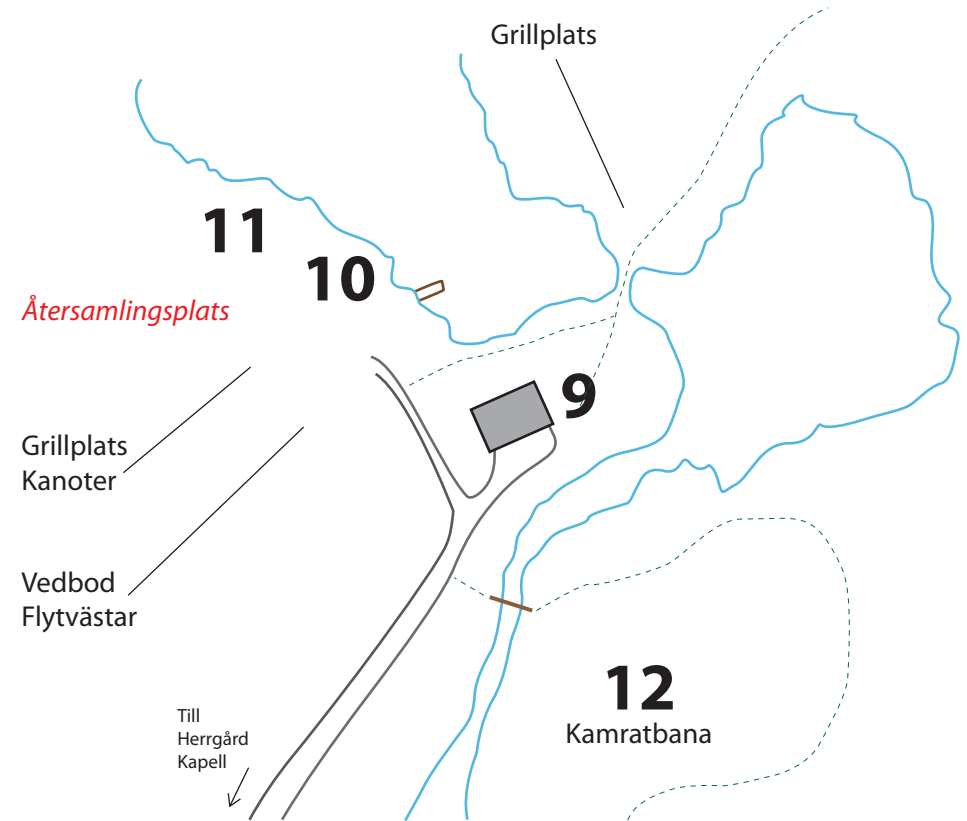 Grillplats
11
10
Återsamlingsplats
9
Grillplats
Kanoter
Vedbod
Flytvästar
12
Kamratbana
Till
Herrgård
Kapell